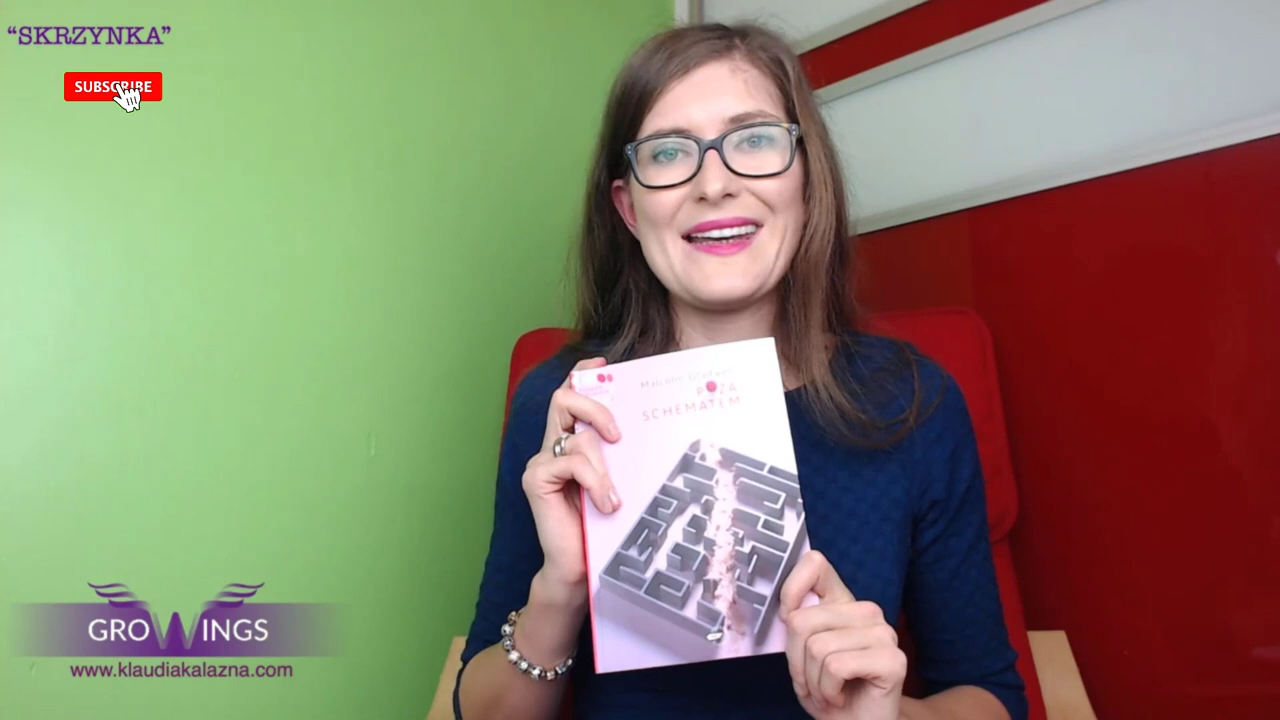 “SKRZYNKA”
SUBSCRIBE
Malcolm Gladwell
POZA
SCHEMATEM
GROWINGS
www.klaudiakalazna.com